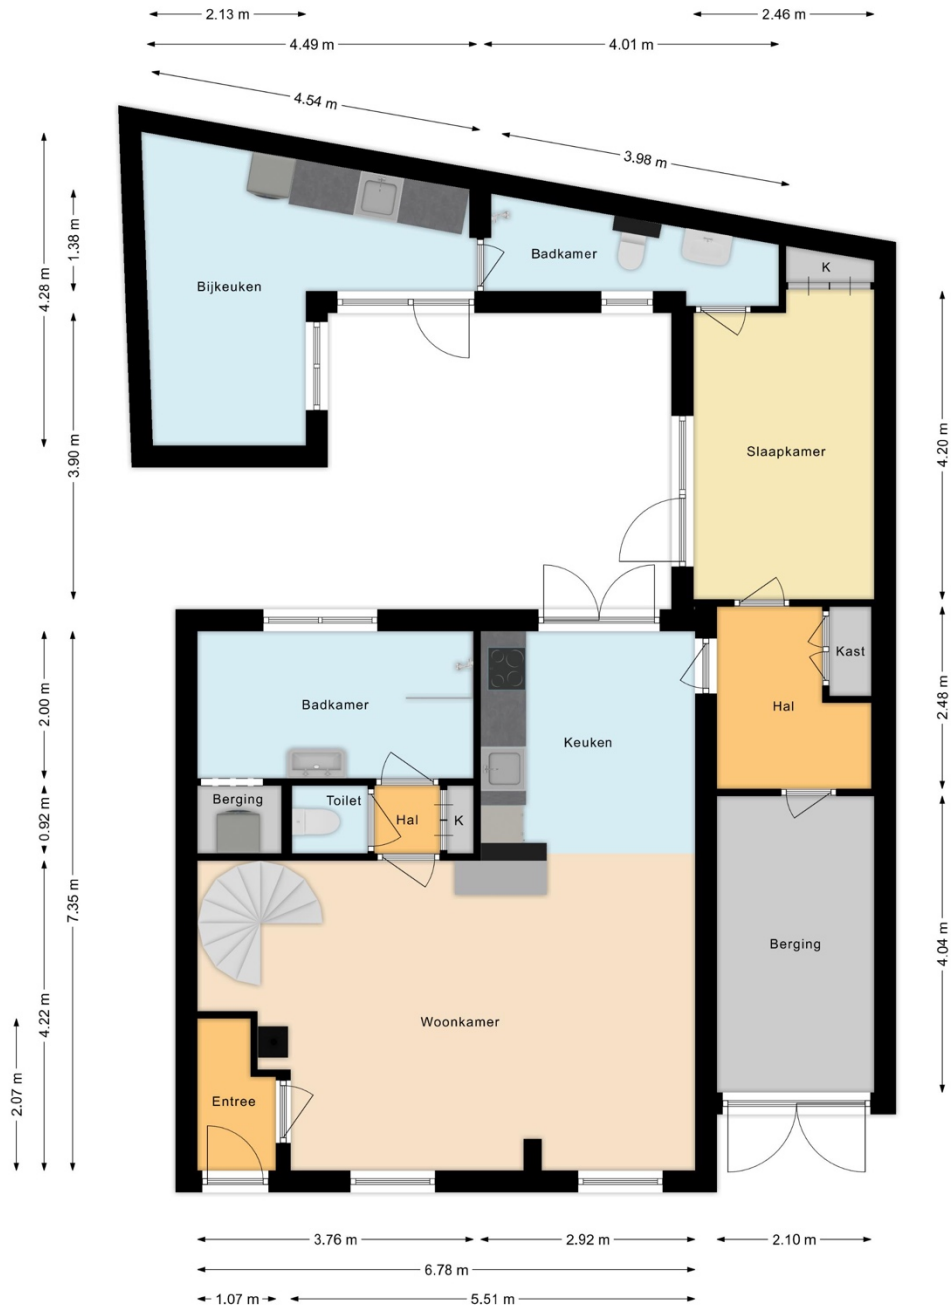 2.13 m
2.46 m
4.49 m
4.01 m
4.54 m
3.98 m
1.38 m
4.28 m
Badkamer
K
Bijkeuken
3.90 m
Slaapkamer
4.20 m
Kast
2.00 m
Badkamer
Hal
2.48 m
Keuken
Berging
Toilet
0.92 m
Hal
K
7.35 m
Berging
4.04 m
4.22 m
Woonkamer
2.07 m
Entree
3.76 m
2.92 m
2.10 m
6.78 m
1.07 m
5.51 m